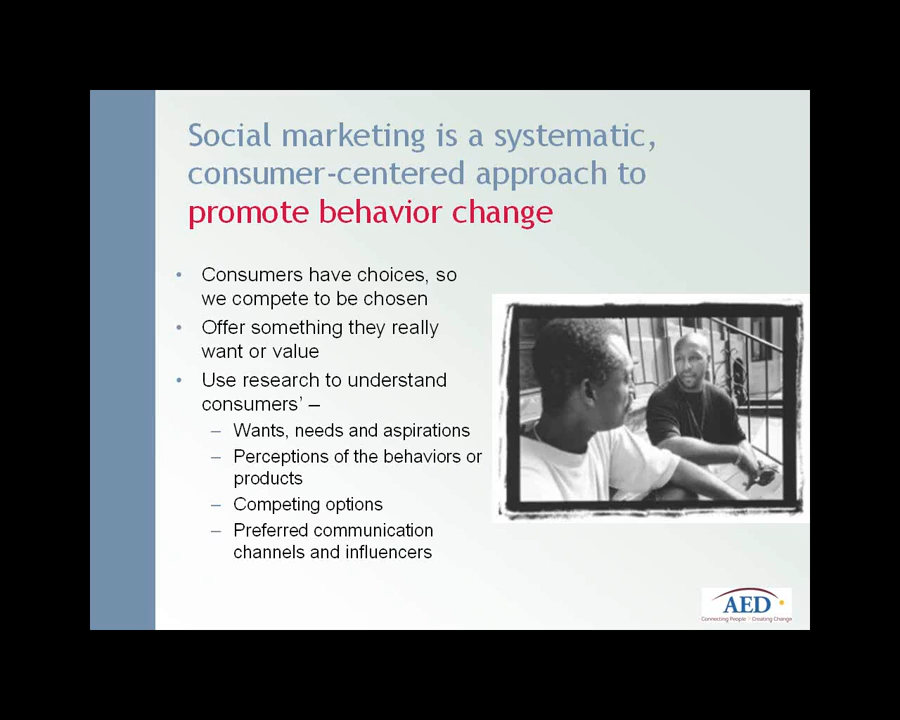 Social marketing is a systematic,
consumer-centered approach to
promote behavior change
• Consumers have choices, so
we compete to be chosen
• Offer something they really
want or value
• Use research to understand
consumers’ –
– Wants, needs and aspirations
– Perceptions of the behaviors or
products
– Competing options
– Preferred communication
channels and influencers
AED
Connecting People Creating Change